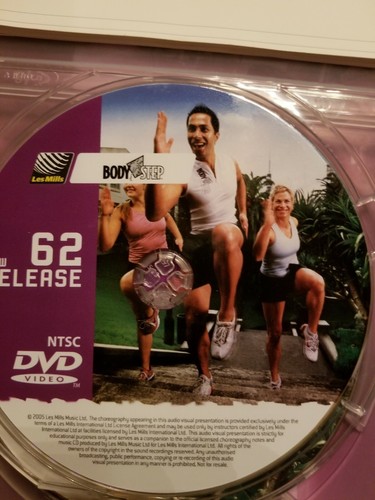 Les Mills
BODY STEP
W 62
ELEASE
NTSC
DVD
VIDEO TM
© 2005 Les Mills Music Ltd. The choreography appearing in this audio visual presentation is provided exclusively under the
terms of a Les Mills International Ltd License Agreement and may be used only by instructors certified by Les Mills
International Ltd at facilities licensed by Les Mills International Ltd. This audio visual presentation is strictly for
educational purposes only and serves as a companion to the official licensed, choreography notes and
music CD produced by Les Mills International Ltd for Les Mills International Ltd. All rights of the
owners of the copyright in the sound recordings reserved. Any unauthorised
broadcasting, public performance, copying or re-recording of this audio
visual presentation in any manner is prohibited. Not for resale.